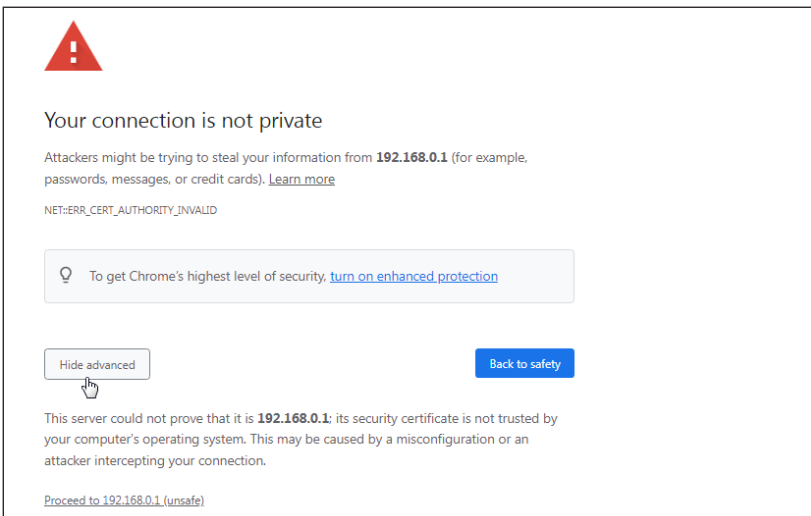 Your connection is not private
Attackers might be trying to steal your information from 192.168.0.1 (for example,
passwords, messages, or credit cards). Learn more
NET::ERR_CERT_AUTHORITY_INVALID
To get Chrome's highest level of security, turn on enhanced protection
Hide advanced
Back to safety
This server could not prove that it is 192.168.0.1; its security certificate is not trusted by
your computer's operating system. This may be caused by a misconfiguration or an
attacker intercepting your connection.
Proceed to 192.168.0.1 (unsafe)